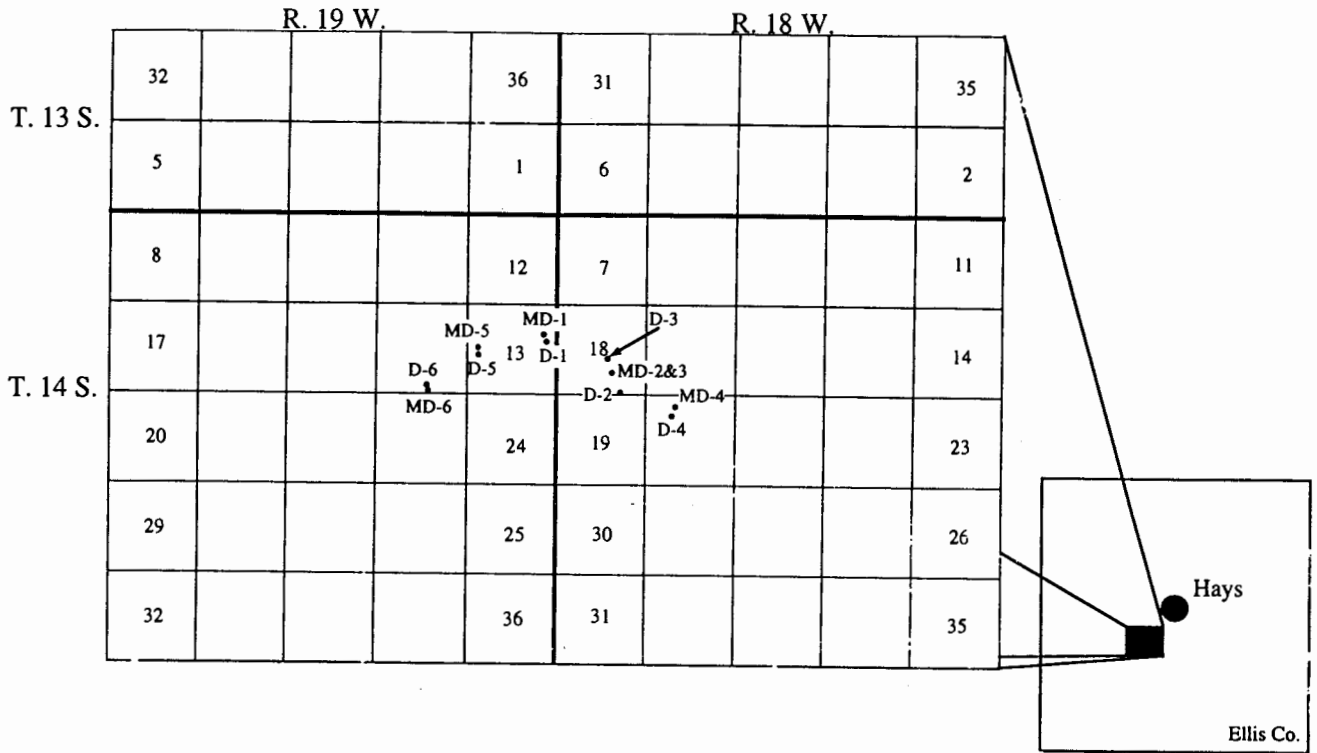 R. 19 W. R. 18 W.
32 36 31 35
T. 13 S.
5 1 6 2
8 12 7 11
MD-1 D-3
MD-5
17 13 D-1 18 14
D-5 MD-2&3
D-6
T. 14 S.
MD-6 D-2 MD-4
D-4
20 24 19 23
29 25 30 26
32 36 31 35
Hays
Ellis Co.